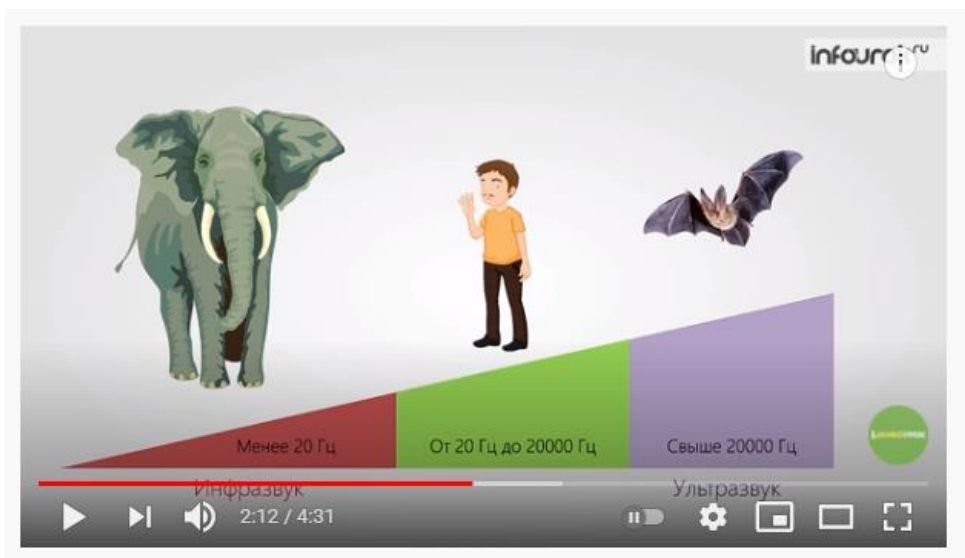 infourok.ru
Менее 20 Гц
От 20 Гц до 20000 Гц
Свыше 20000 Гц
Инфразвук
Ультразвук
2:12 / 4:31